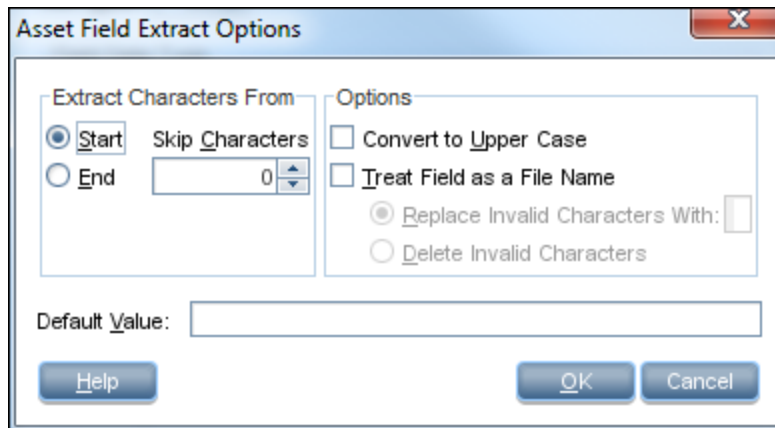 Asset Field Extract Options
X
Extract Characters From
Start
Skip Characters
End
0
Options
Convert to Upper Case
Treat Field as a File Name
Replace Invalid Characters With:
Delete Invalid Characters
Default Value:
Help
OK
Cancel